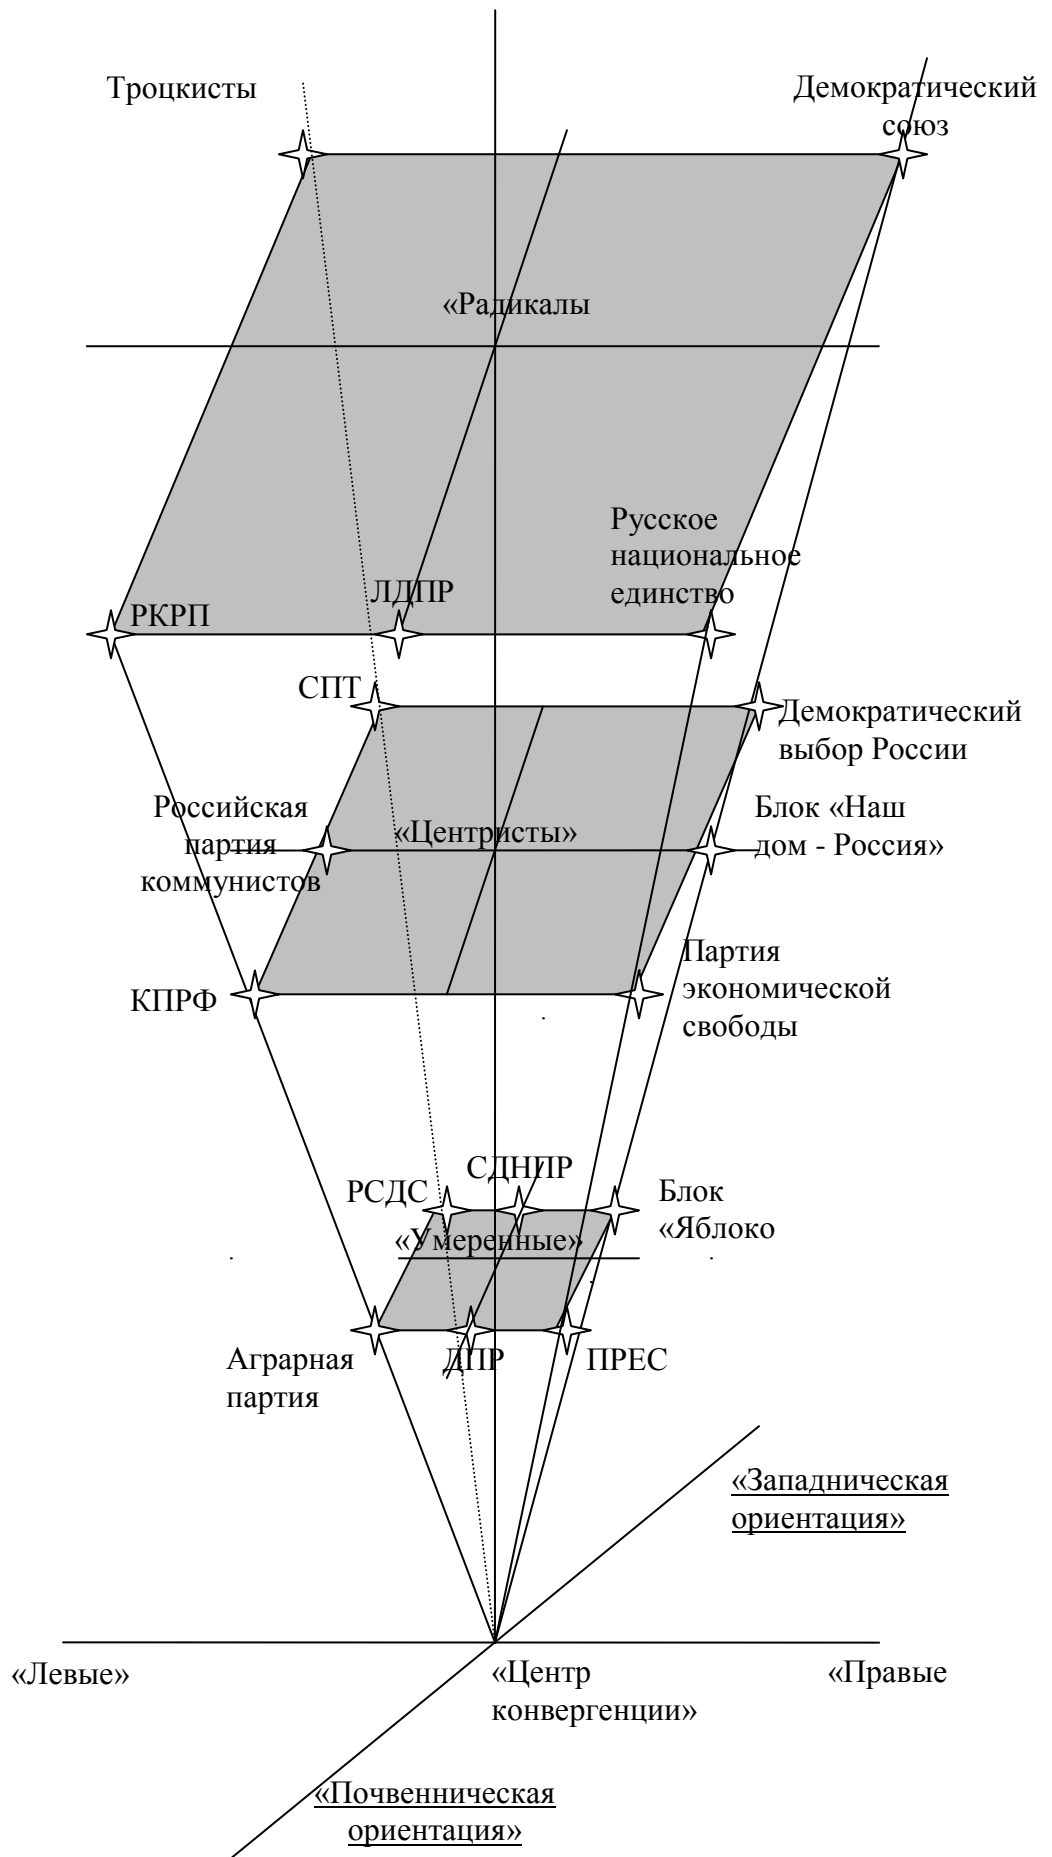 Троцкисты
Демократический
союз
«Радикалы
Русское
национальное
единство
ЛДПР
РКРП
СПТ
Демократический
выбор России
Российская
партия
коммунистов
«Центристы»
Блок «Наш
дом - Россия»
КПРФ
Партия
экономической
свободы
СДНПР
РСДС
Блок
«Яблоко
«Умеренные»
Аграрная
партия
ДПР
ПРЕС
«Западническая
ориентация»
«Левые»
«Центр
конвергенции»
«Правые
«Почвенническая
ориентация»